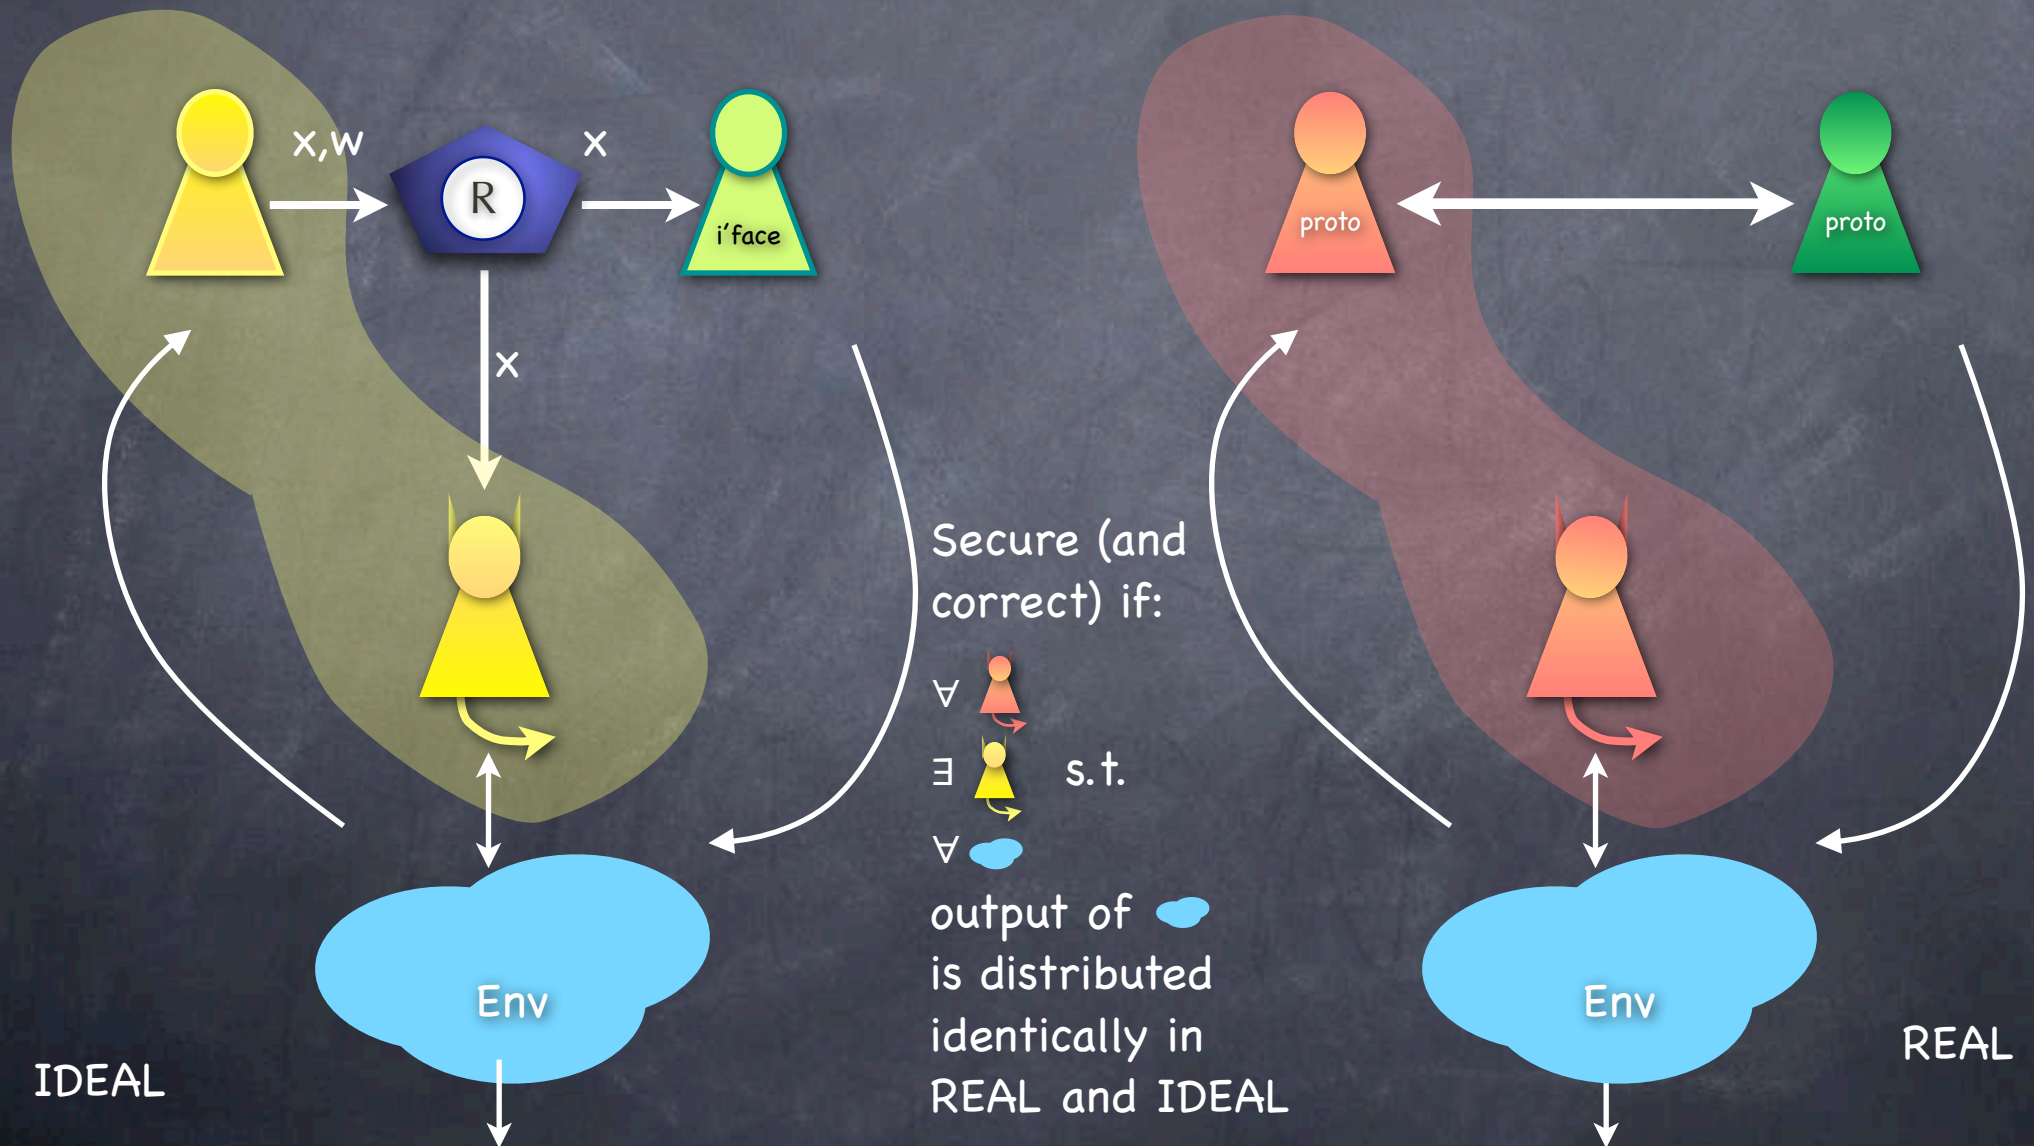 x,w
R
x
i'face
x
proto
proto
Secure (and
correct) if:
∀
∃ s.t.
∀
output of
is distributed
identically in
REAL and IDEAL
Env
Env
IDEAL
REAL